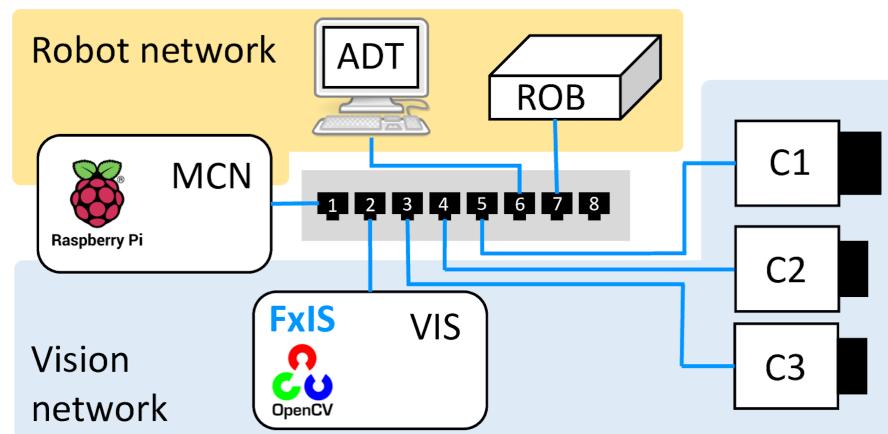 Robot network
ADT
ROB
C1
MCN
®
Raspberry Pi
1 2 3 4 5 6 7 8
C2
FxIS
VIS
OpenCV
C3
Vision
network